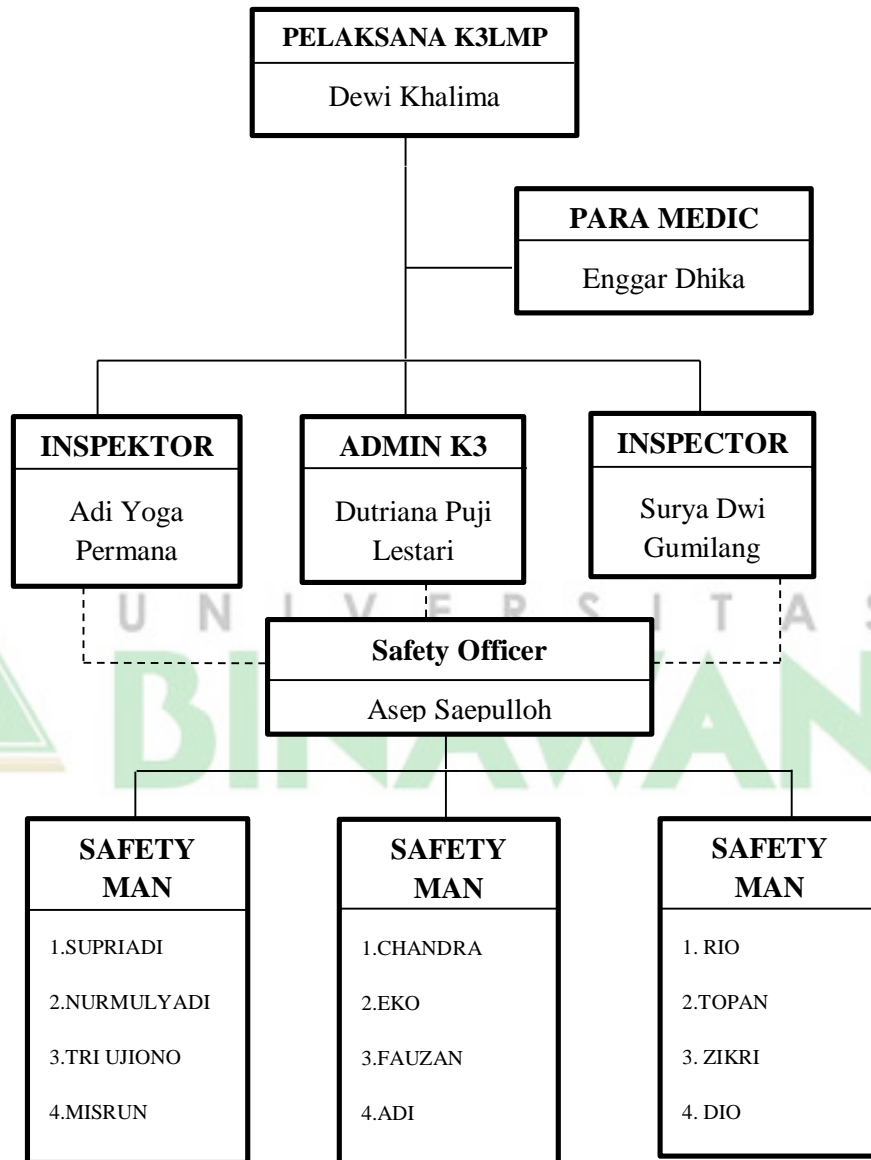 PELAKSANA K3LMP
Dewi Khalima
PARA MEDIC
Enggar Dhika
INSPEKTOR
Adi Yoga
Permana
ADMIN K3
Dutriana Puji
Lestari
INSPECTOR
Surya Dwi
Gumilang
UNIVERSITAS
BINAWAN
Safety Officer
Asep Saepulloh
SAFETY
MAN
1.SUPRIADI
2.NURMULYADI
3.TRI UJIONO
4.MISRUN
SAFETY
MAN
1.CHANDRA
2.EKO
3.FAUZAN
4.ADI
SAFETY
MAN
1. RIO
2.TOPAN
3. ZIKRI
4. DIO